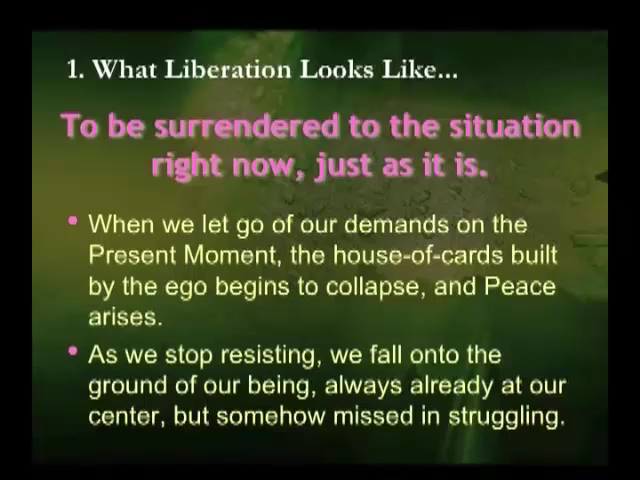 1. What Liberation Looks Like...
To be surrendered to the situation
right now, just as it is.
• When we let go of our demands on the
Present Moment, the house-of-cards built
by the ego begins to collapse, and Peace
arises.
• As we stop resisting, we fall onto the
ground of our being, always already at our
center, but somehow missed in struggling.